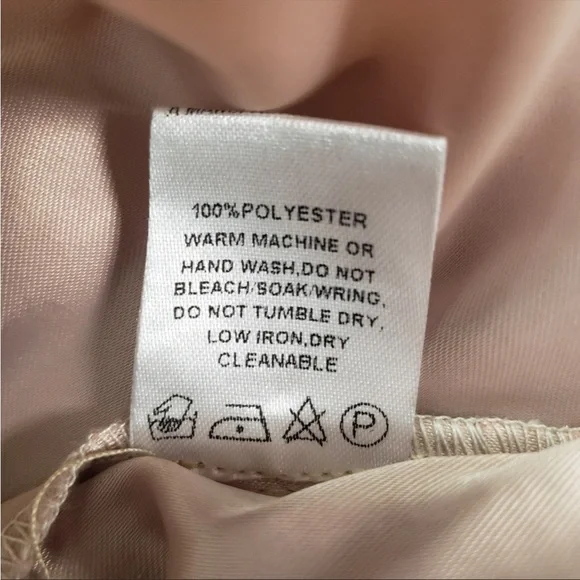 100%POLYESTER
WARM MACHINE OR
HAND WASH,DO NOT
BLEACH/SOAK/WRING,
DO NOT TUMBLE DRY,
LOW IRON,DRY
CLEANABLE
P